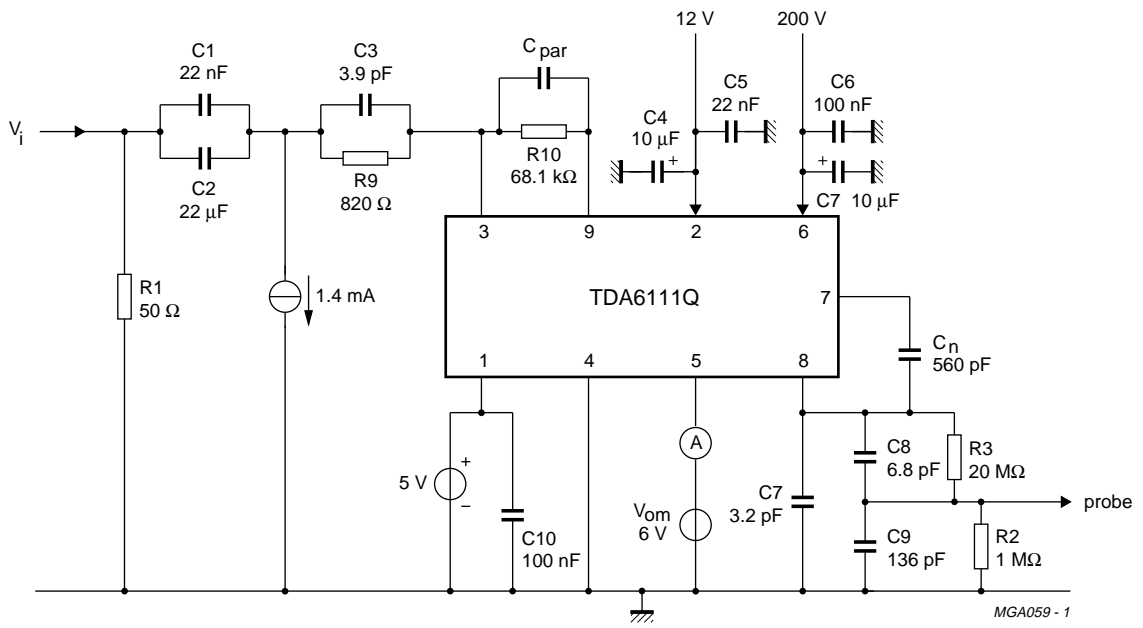 12 V
200 V
C par
C1
22 nF
C3
3.9 pF
C5
22 nF
C6
100 nF
C4
10 μF
+
+
Vi
R10
68.1 kΩ
C2
22 μF
R9
820 Ω
C7
10 μF
3
9
2
6
R1
50 Ω
1.4 mA
TDA6111Q
7
Cn
560 pF
1
4
5
8
A
C8
6.8 pF
R3
20 MΩ
5 V
+
−
C7
3.2 pF
probe
Vom
6 V
C10
100 nF
C9
136 pF
R2
1 MΩ
MGA059 - 1